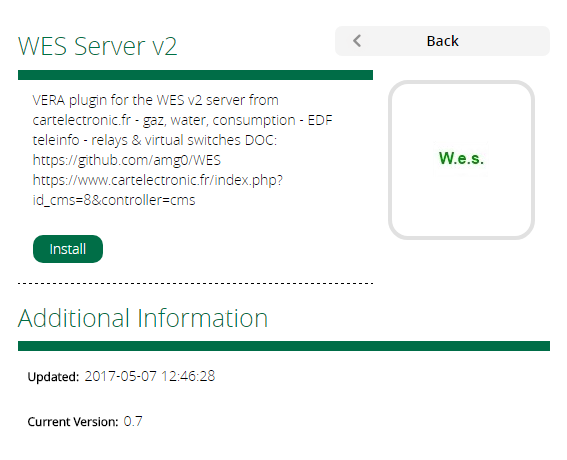 WES Server v2
Back
VERA plugin for the WES v2 server from
cartelectronic.fr - gaz, water, consumption - EDF
teleinfo - relays & virtual switches DOC:
https://github.com/amg0/WES
https://www.cartelectronic.fr/index.php?
id_cms=8&controller=cms
W.e.s.
Install
Additional Information
Updated: 2017-05-07 12:46:28
Current Version: 0.7